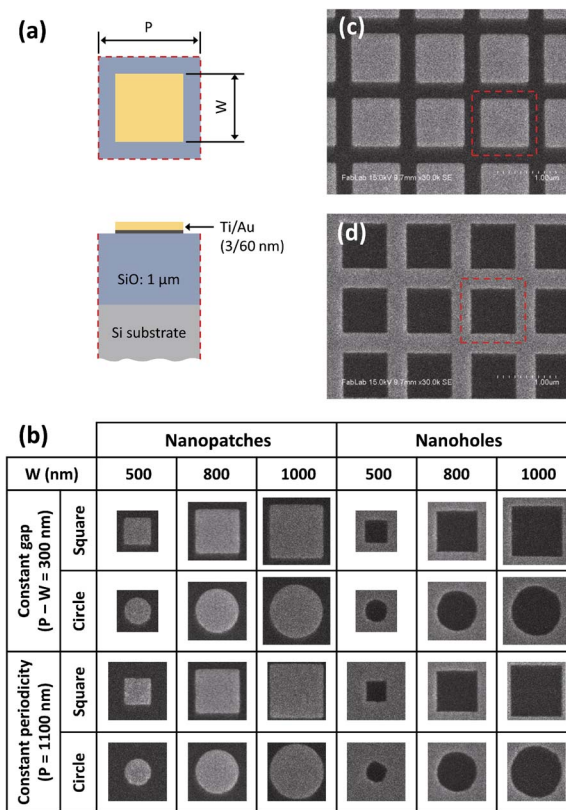 (a)
P
W
Ti/Au
(3/60 nm)
SiO: 1 μm
Si substrate
(c)
FabLab 15.0kV 9.7mm x30.0k SE
1.00um
(d)
FabLab 15.0kV 9.7mm x30.0k SE
1.00um
(b)
Nanopatches Nanoholes
W (nm) 500 800 1000 500 800 1000
Constant gap
(P – W = 300 nm)
Square
Circle
Constant periodicity
(P = 1100 nm)
Square
Circle